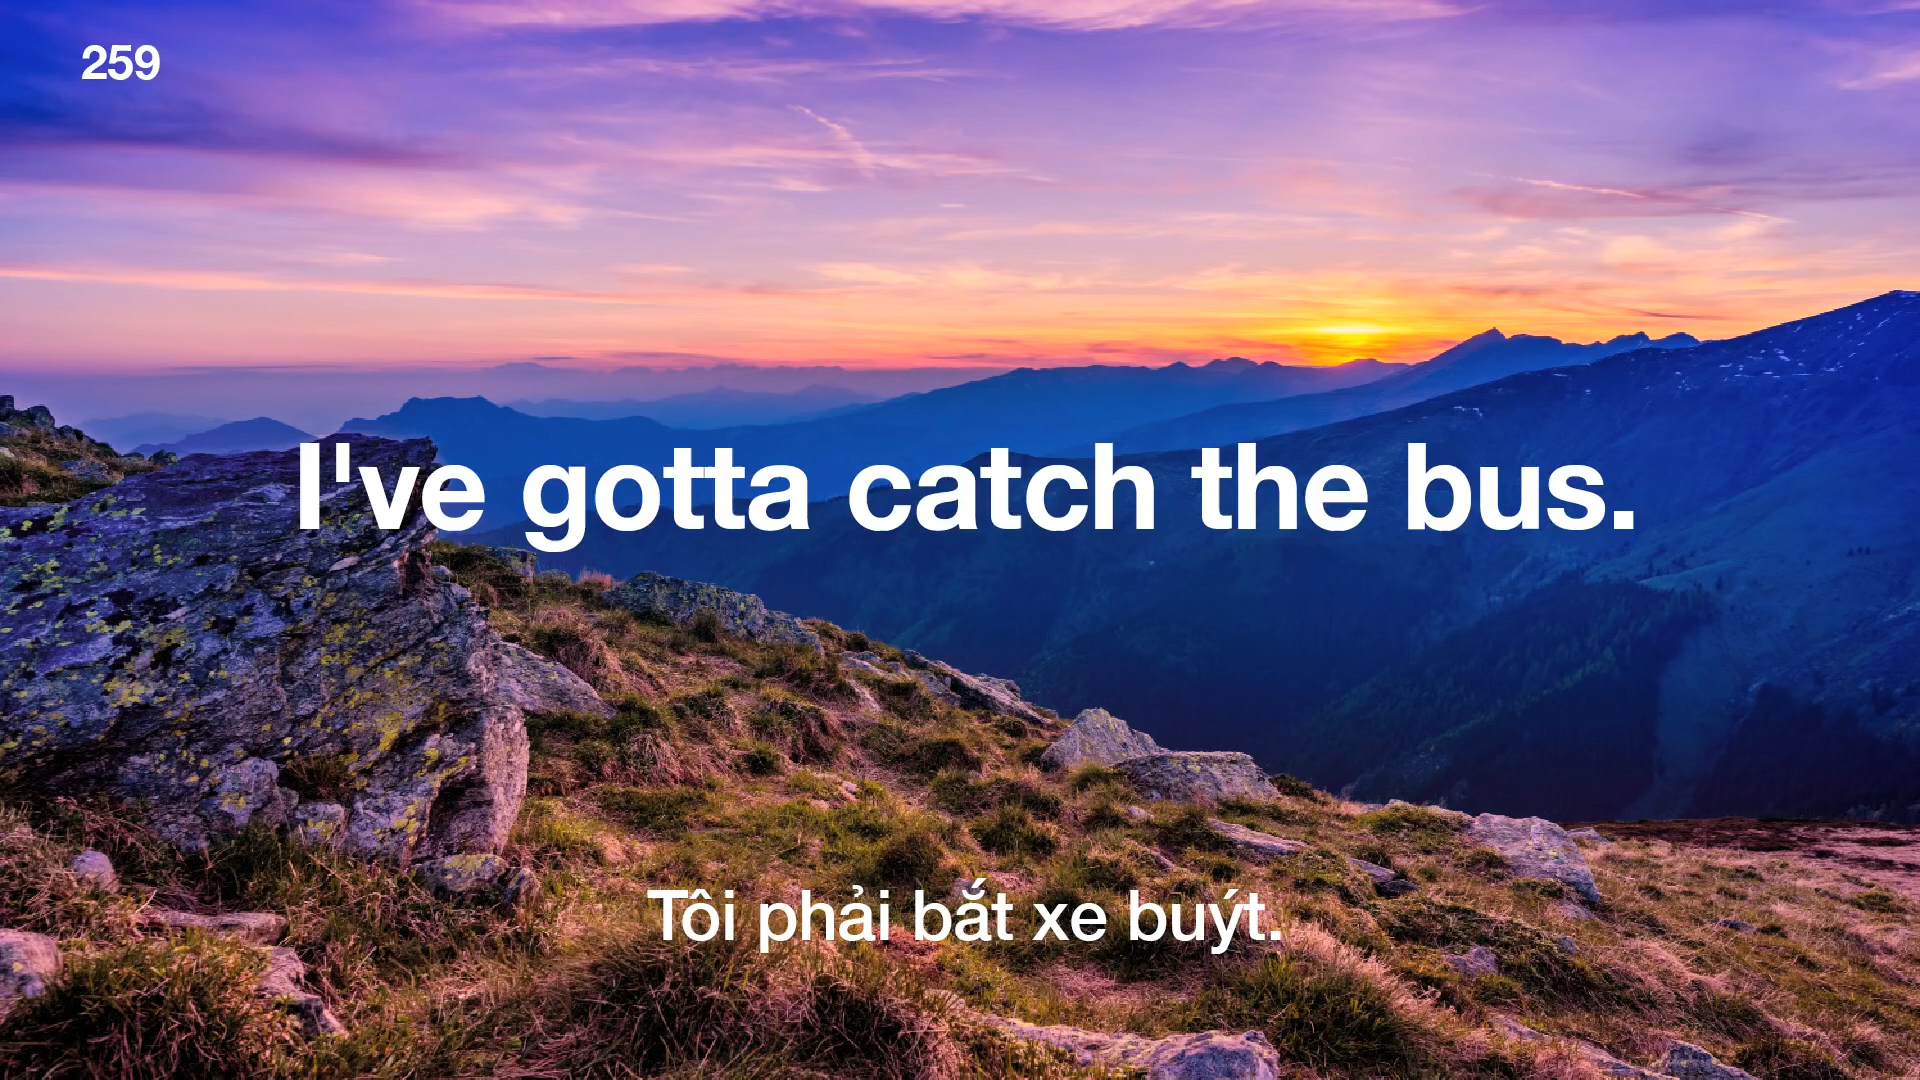 259
I've gotta catch the bus.
Tôi phải bắt xe buýt.